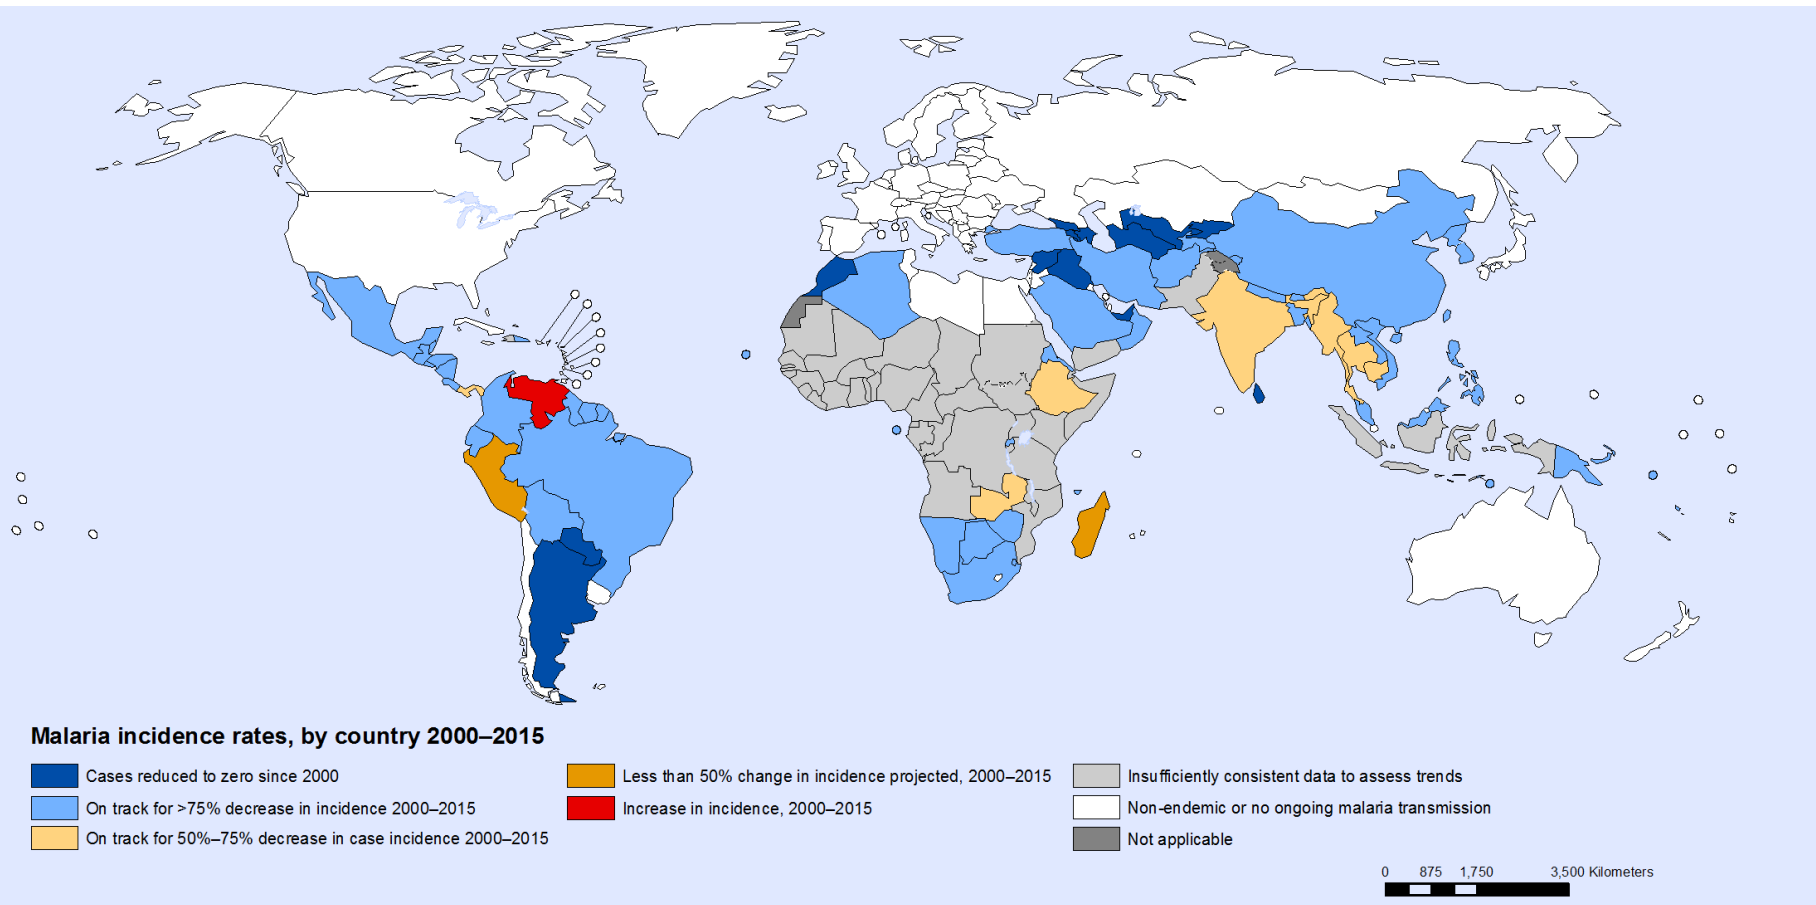 Malaria incidence rates, by country 2000–2015
Cases reduced to zero since 2000
On track for >75% decrease in incidence 2000–2015
On track for 50%–75% decrease in case incidence 2000–2015
Less than 50% change in incidence projected, 2000–2015
Increase in incidence, 2000–2015
Insufficiently consistent data to assess trends
Non-endemic or no ongoing malaria transmission
Not applicable
0 875 1,750 3,500 Kilometers